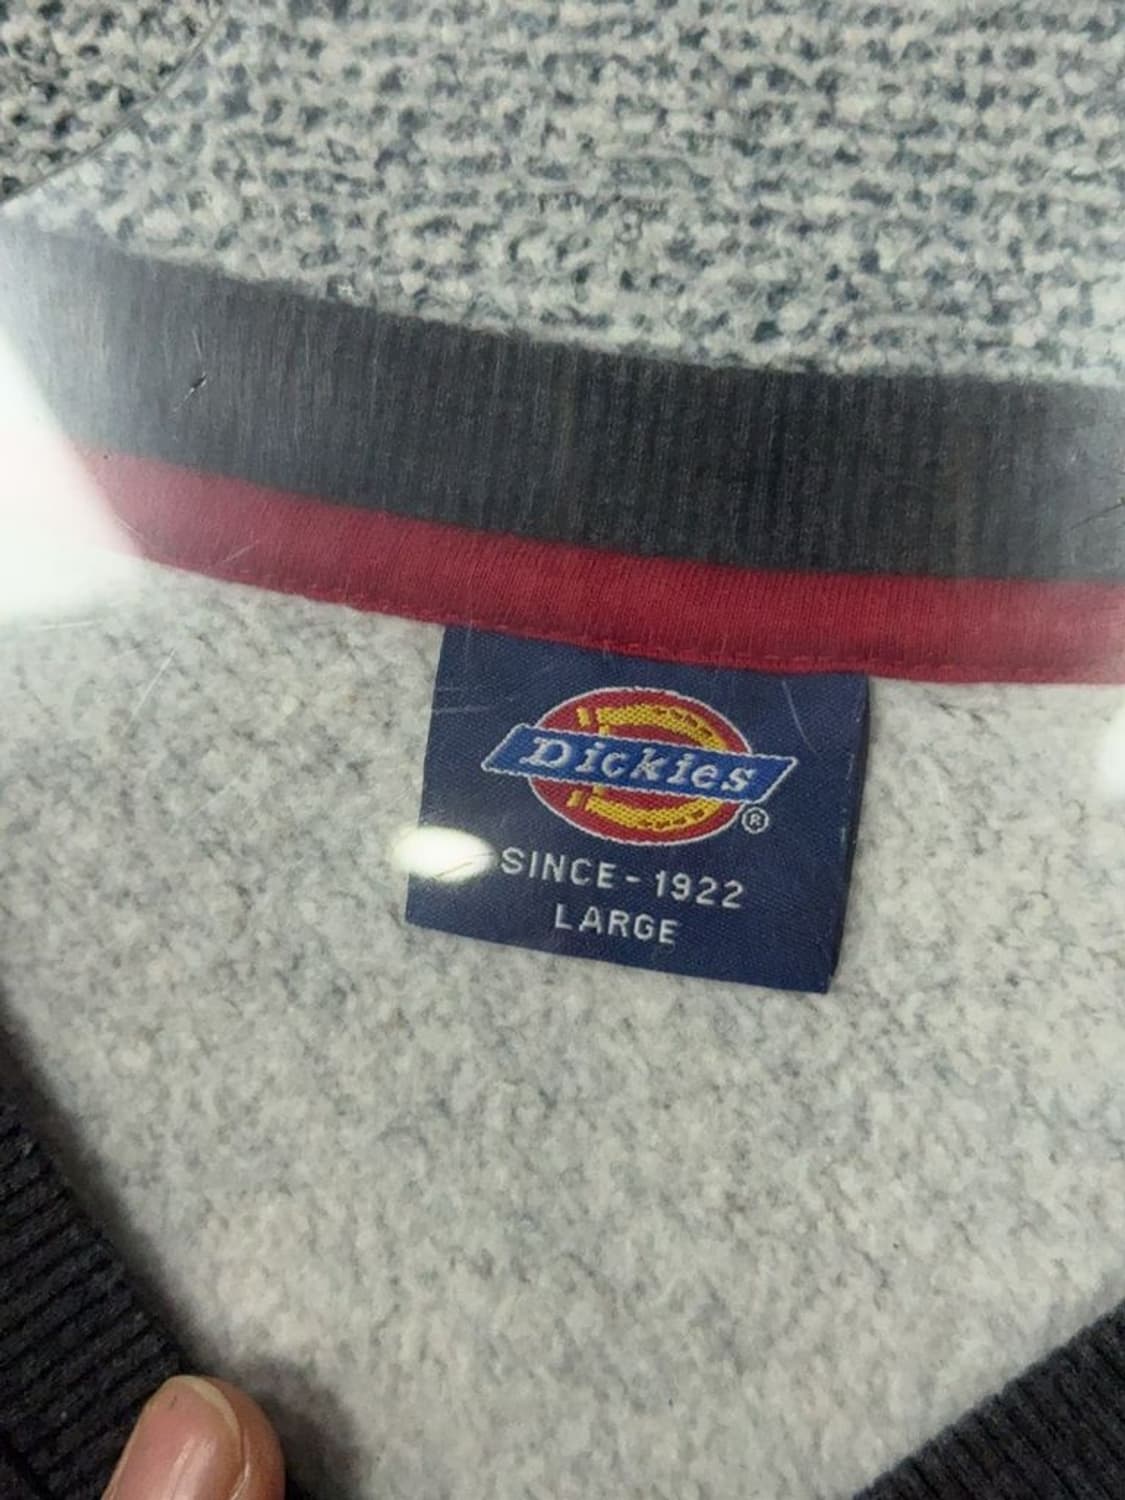 Dickies
®
SINCE - 1922
LARGE